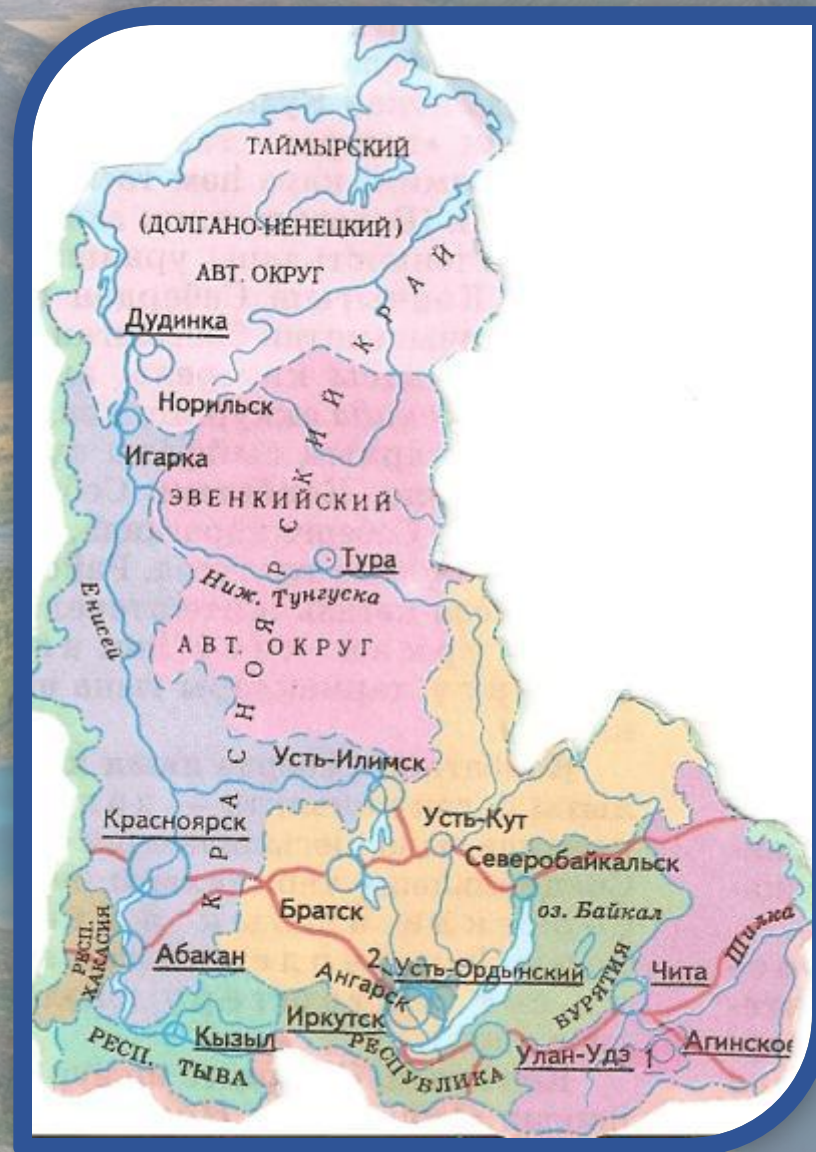 ТАЙМЫРСКИЙ
(ДОЛГАНО-НЕНЕЦКИЙ)
АВТ. ОКРУГ
Дудинка
Норильск
Игарка
ЭВЕНКИЙСКИЙ
Тура
Ниж. Тунгуска
АВТ. ОКРУГ
Енисей
КРАСНОЯРСКИЙ КРАЙ
Усть-Илимск
Красноярск
Усть-Кут
Северобайкальск
Братск
оз. Байкал
РЕСП. ХАКАСИЯ
Абакан
2
Усть-Ордынский
Чита
Шилка
Ангарск
Иркутск
Кызыл
РЕСП. ТЫВА
РЕСПУБЛИКА БУРЯТИЯ
Улан-Удэ
1
Агинское